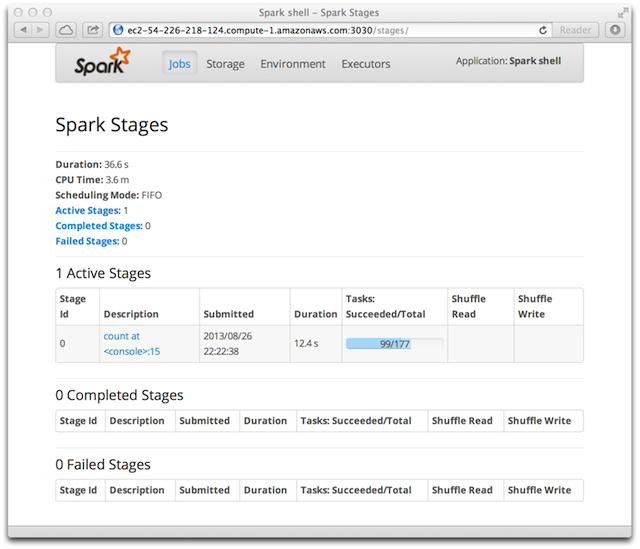 Spark shell – Spark Stages
ec2-54-226-218-124.compute-1.amazonaws.com:3030/stages/
Reader
Spark Jobs Storage Environment Executors Application: Spark shell
Spark Stages
Duration: 36.6 s
CPU Time: 3.6 m
Scheduling Mode: FIFO
Active Stages: 1
Completed Stages: 0
Failed Stages: 0
1 Active Stages
Stage Id Description Submitted Duration Tasks: Succeeded/Total Shuffle Read Shuffle Write
0 count at <console>:15 2013/08/26 22:22:38 12.4 s 99/177
0 Completed Stages
Stage Id Description Submitted Duration Tasks: Succeeded/Total Shuffle Read Shuffle Write
0 Failed Stages
Stage Id Description Submitted Duration Tasks: Succeeded/Total Shuffle Read Shuffle Write